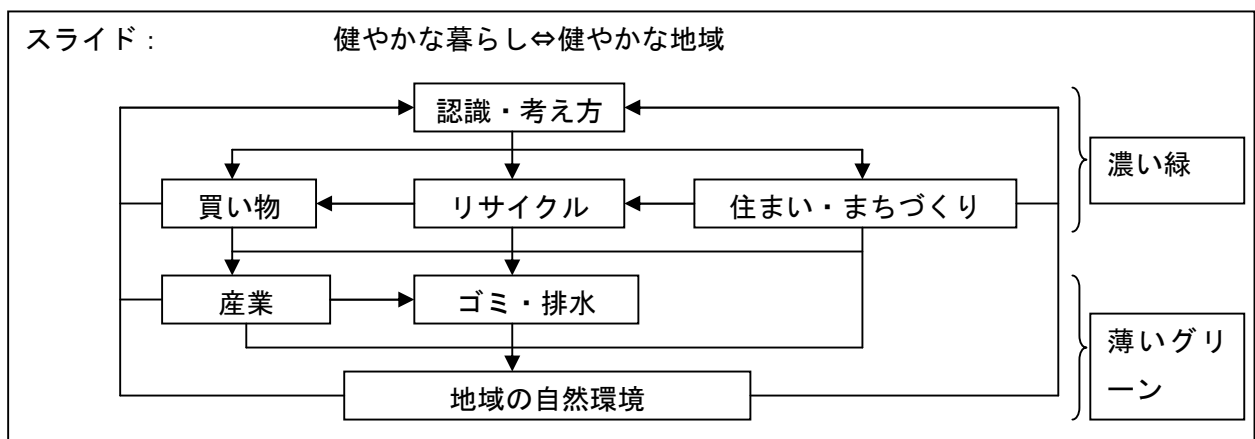 スライド： 健やかな暮らし⇔健やかな地域
認識・考え方
濃い緑
買い物 リサイクル 住まい・まちづくり
産業 ゴミ・排水
薄いグリ
ーン
地域の自然環境